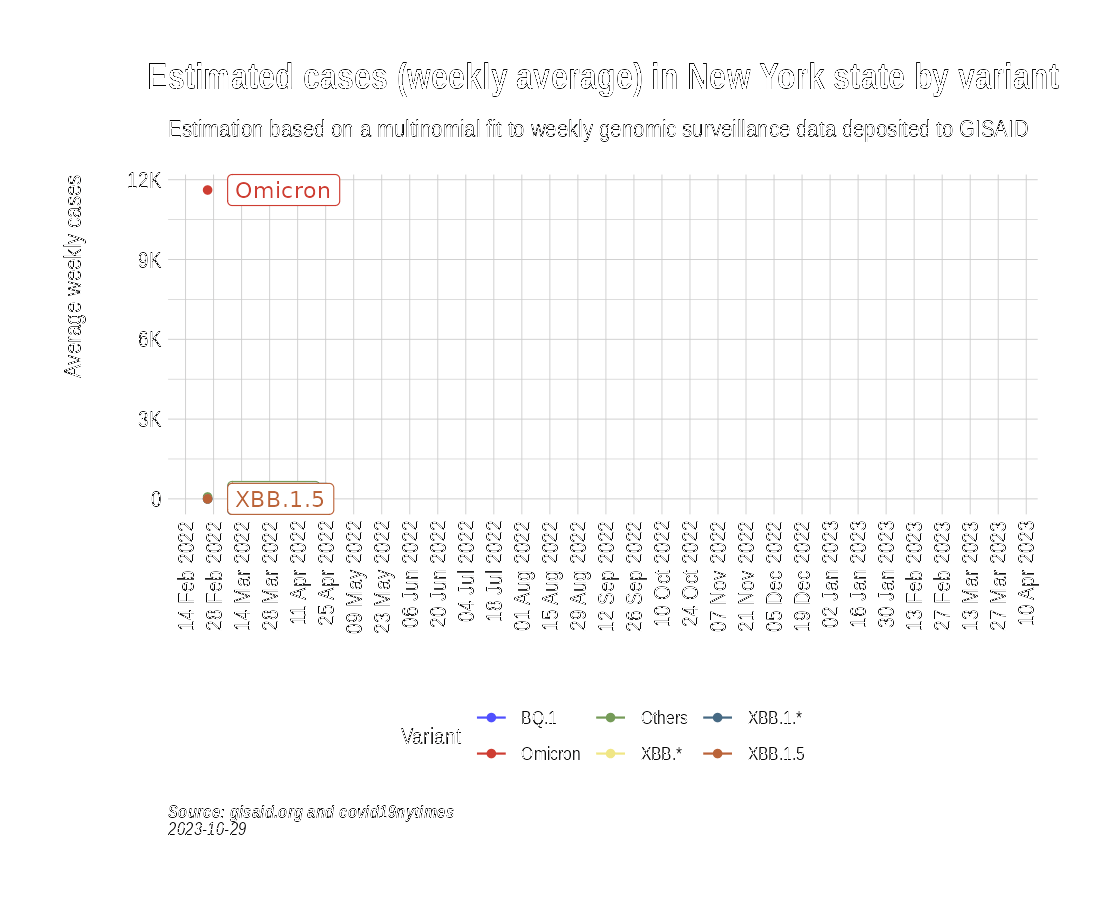 Estimated cases (weekly average) in New York state by variant
Estimation based on a multinomial fit to weekly genomic surveillance data deposited to GISAID
Average weekly cases
12K
9K
6K
3K
0
Omicron
XBB.1.5
14 Feb 2022
28 Feb 2022
14 Mar 2022
28 Mar 2022
11 Apr 2022
25 Apr 2022
09 May 2022
23 May 2022
06 Jun 2022
20 Jun 2022
04 Jul 2022
18 Jul 2022
01 Aug 2022
15 Aug 2022
29 Aug 2022
12 Sep 2022
26 Sep 2022
10 Oct 2022
24 Oct 2022
07 Nov 2022
21 Nov 2022
05 Dec 2022
19 Dec 2022
02 Jan 2023
16 Jan 2023
30 Jan 2023
13 Feb 2023
27 Feb 2023
13 Mar 2023
27 Mar 2023
10 Apr 2023
Variant
BQ.1
Others
XBB.1.*
Omicron
XBB.*
XBB.1.5
Source: gisaid.org and covid19nytimes
2023-10-29